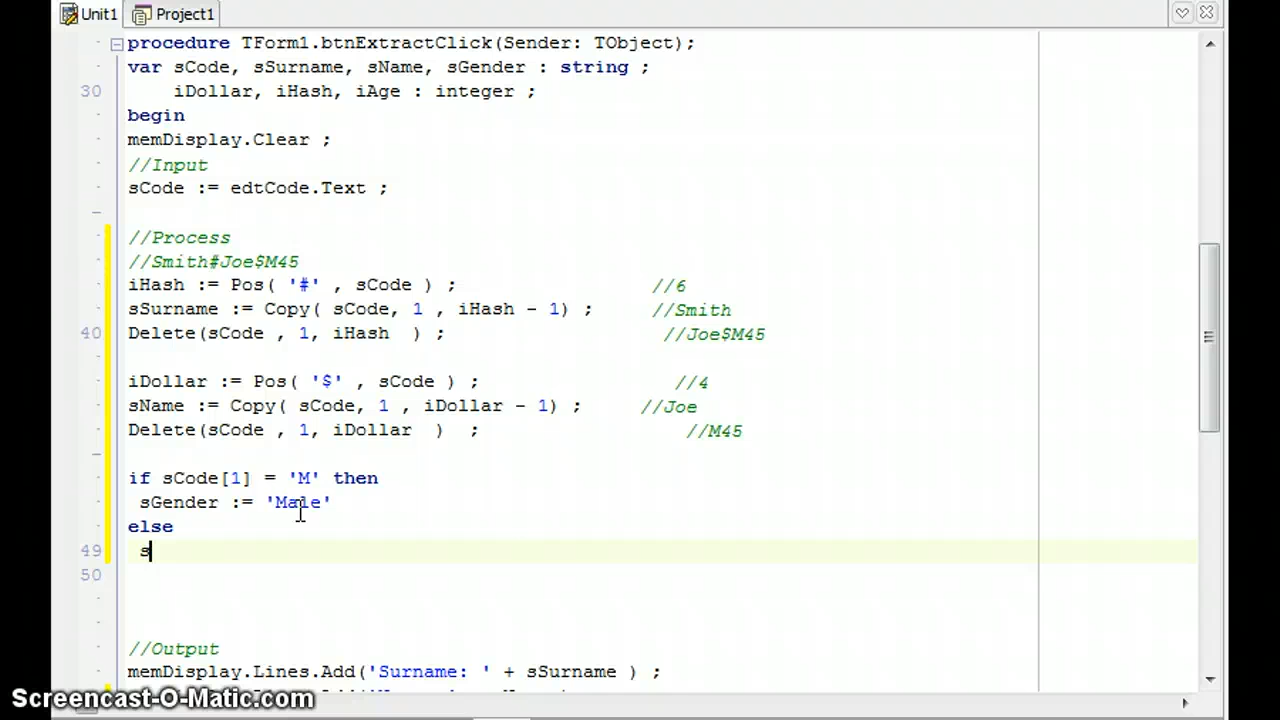 Unit1 Project1
procedure TForm1.btnExtractClick(Sender: TObject);
var sCode, sSurname, sName, sGender : string ;
30 iDollar, iHash, iAge : integer ;
begin
memDisplay.Clear ;
//Input
sCode := edtCode.Text ;
//Process
//Smith#Joe$M45
iHash := Pos( '#' , sCode ) ; //6
sSurname := Copy( sCode, 1 , iHash - 1) ; //Smith
40 Delete(sCode , 1, iHash ) ; //Joe$M45
iDollar := Pos( '$' , sCode ) ; //4
sName := Copy( sCode, 1 , iDollar - 1) ; //Joe
Delete(sCode , 1, iDollar ) ; //M45
if sCode[1] = 'M' then
sGender := 'Male'
else
49 s
50
//Output
memDisplay.Lines.Add('Surname: ' + sSurname ) ;
Screencast-O-Matic.com